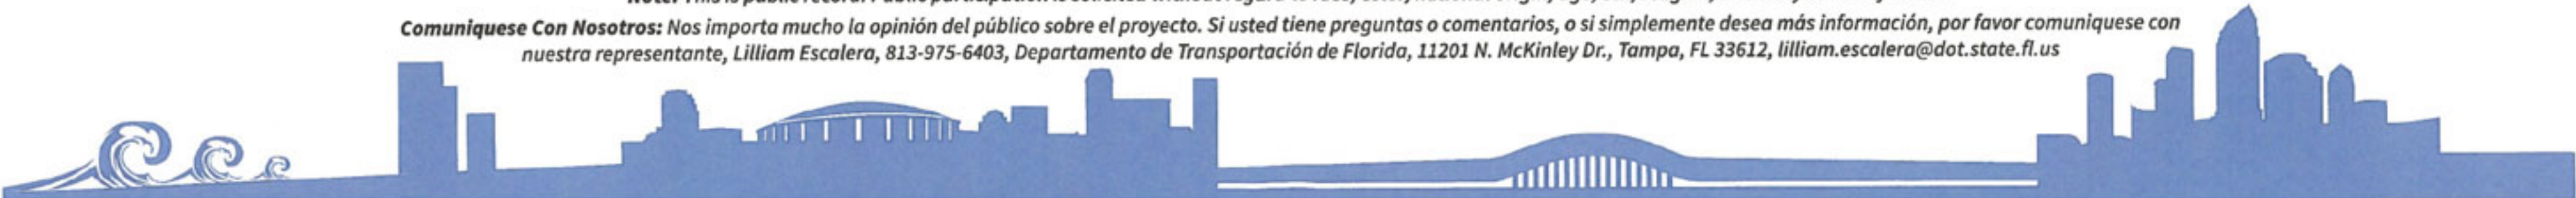 Comuniquese Con Nosotros: Nos importa mucho la opinión del público sobre el proyecto. Si usted tiene preguntas o comentarios, o si simplemente desea más información, por favor comuniquese con
nuestra representante, Lilliam Escalera, 813-975-6403, Departamento de Transportación de Florida, 11201 N. McKinley Dr., Tampa, FL 33612, lilliam.escalera@dot.state.fl.us